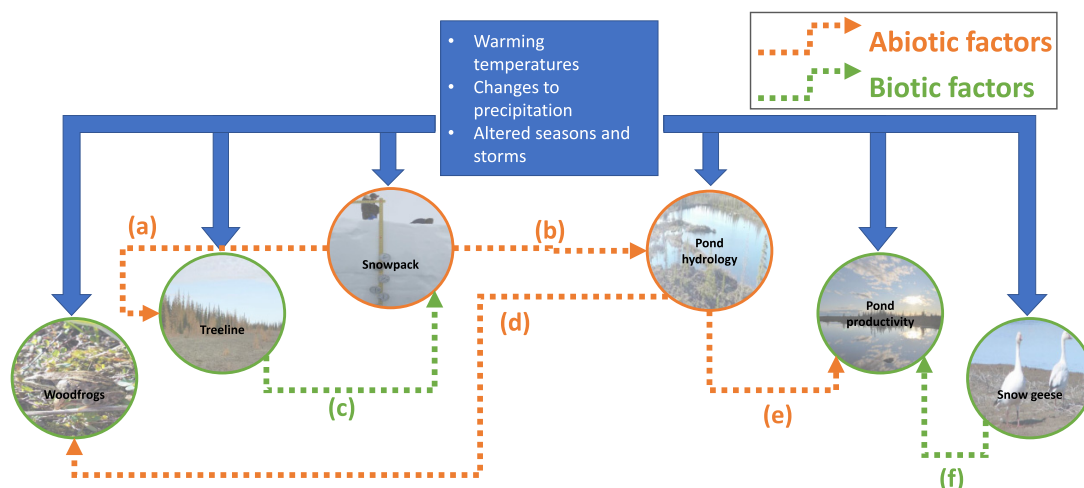 • Warming
temperatures
• Changes to
precipitation
• Altered seasons and
storms
Abiotic factors
Biotic factors
(a)
(b)
Pond
hydrology
Snowpack
(d)
Treeline
Pond
productivity
Woodfrogs
Snow geese
(c)
(e)
(f)